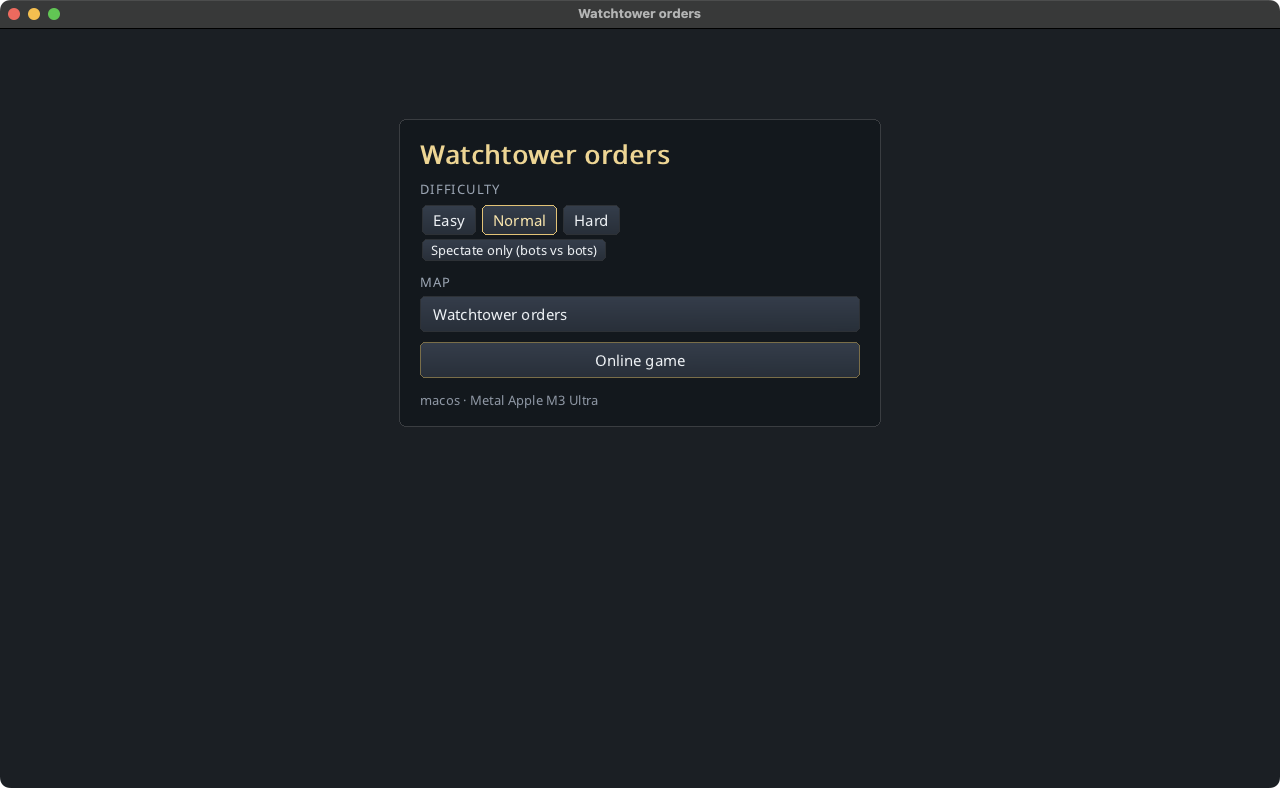 Watchtower orders
Watchtower orders
DIFFICULTY
Easy Normal Hard
Spectate only (bots vs bots)
MAP
Watchtower orders
Online game
macos · Metal Apple M3 Ultra